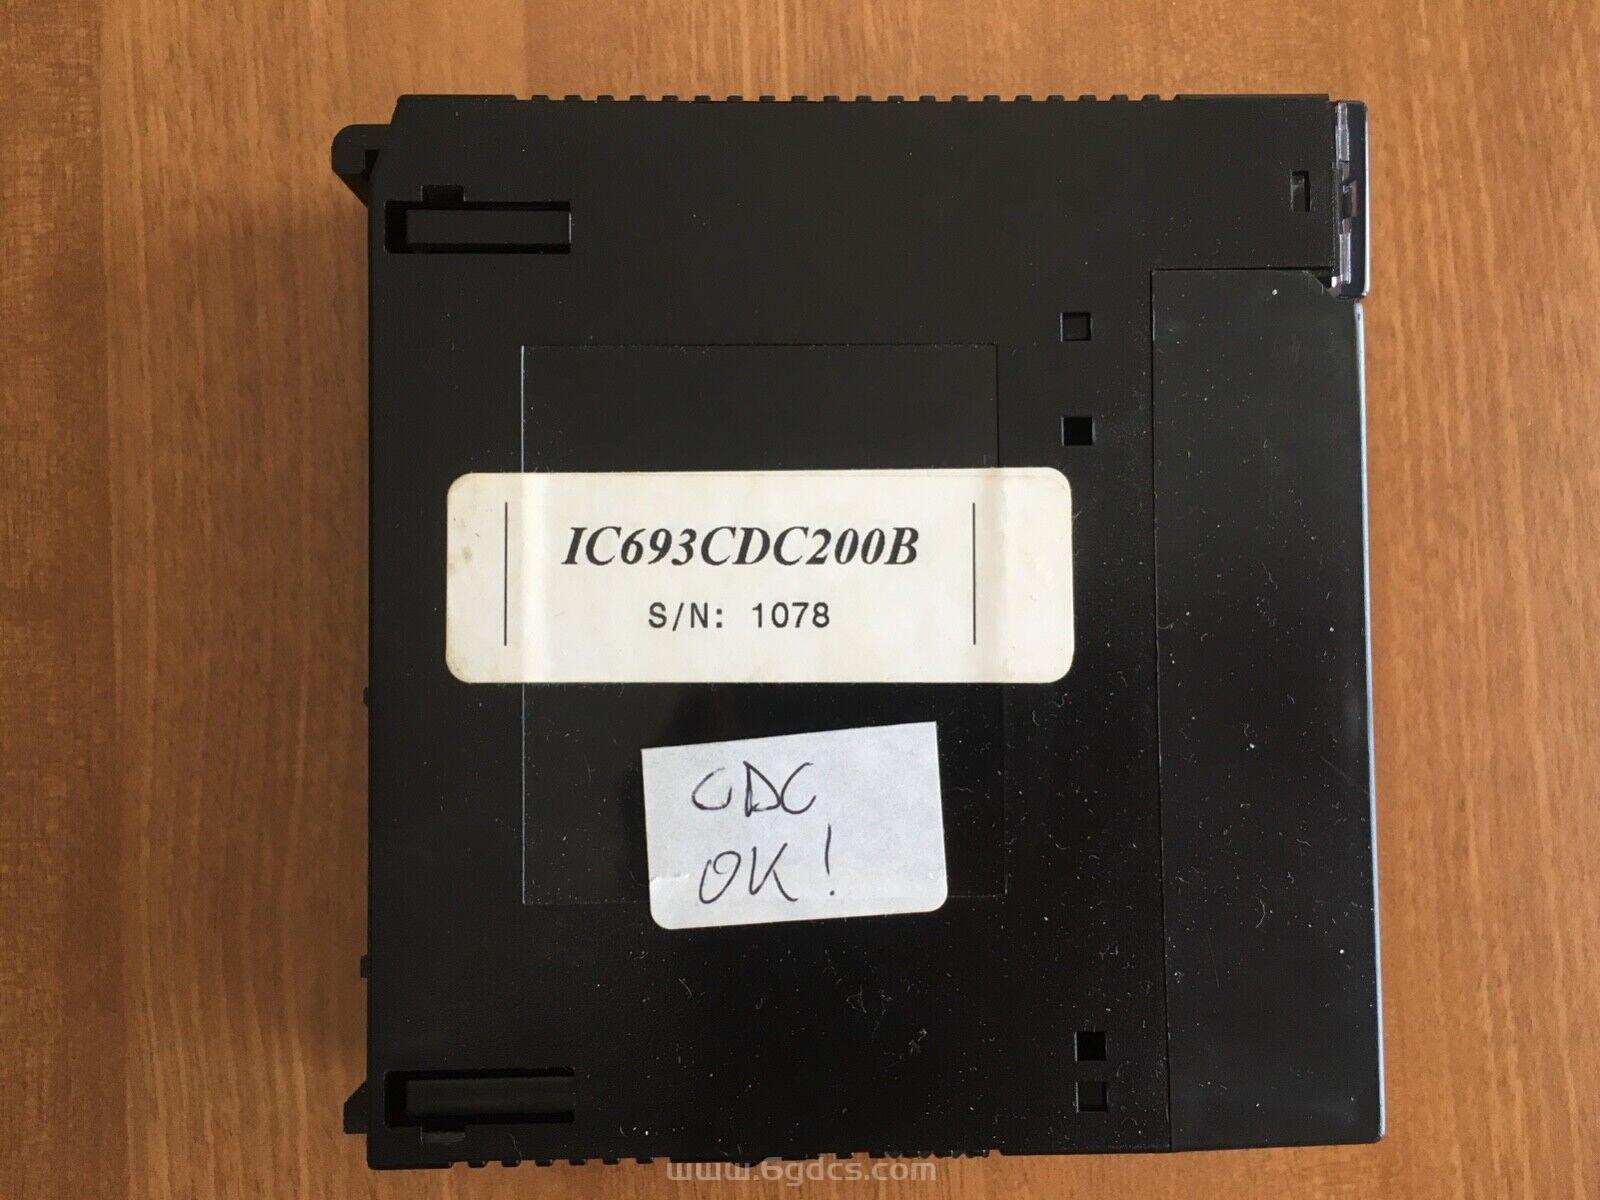 IC693CDC200B
S/N: 1078
CDC
OK!
www.6gdcs.com